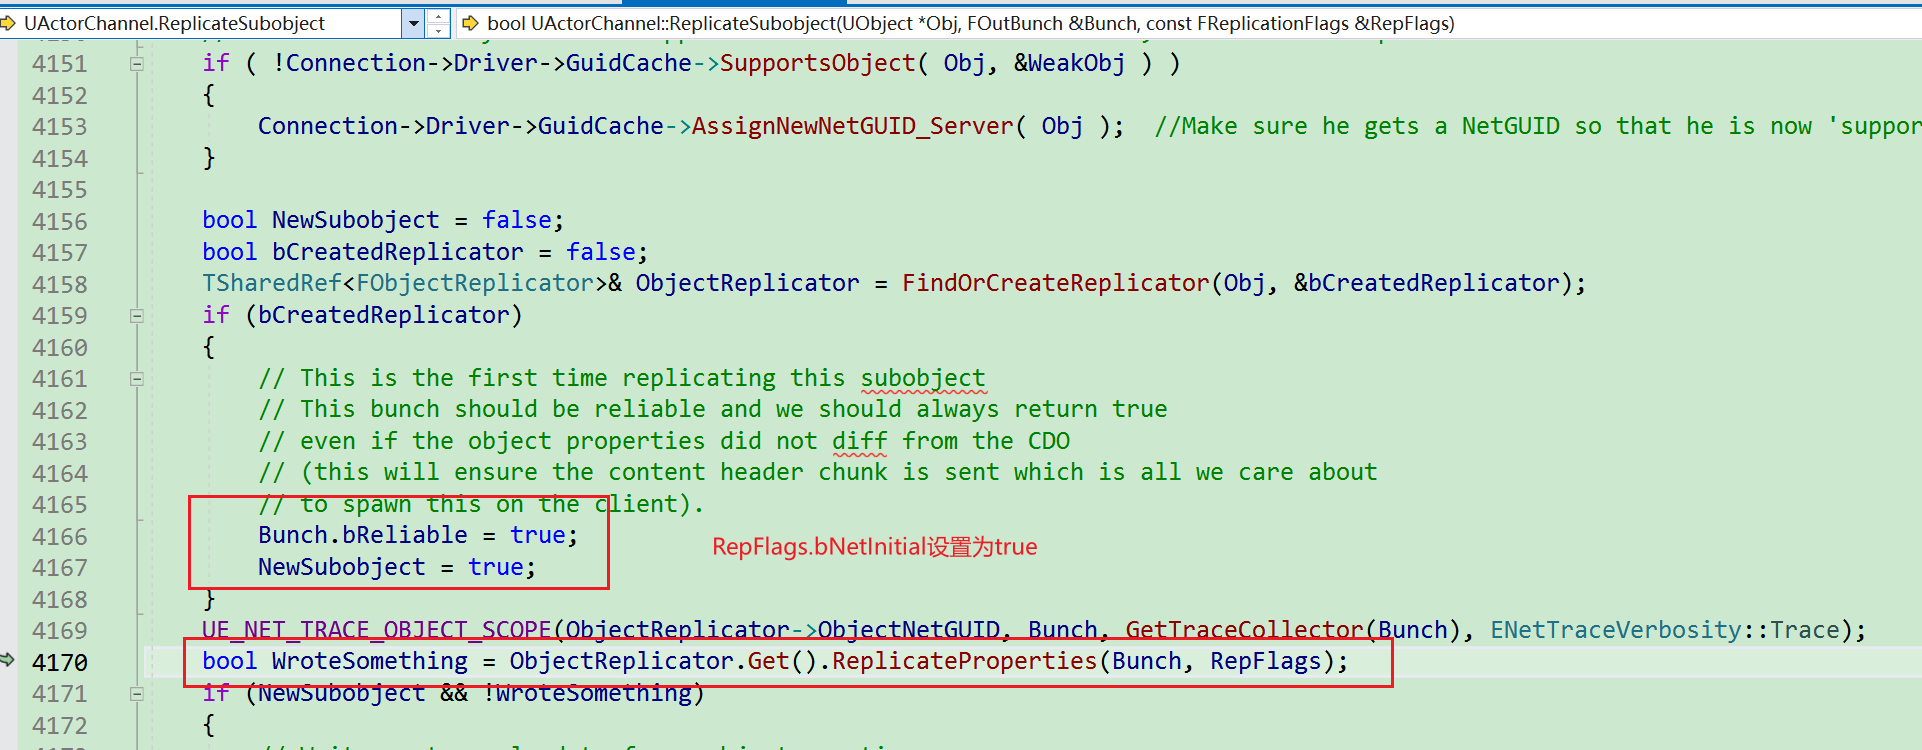 UActorChannel.ReplicateSubobject
bool UActorChannel::ReplicateSubobject(UObject *Obj, FOutBunch &Bunch, const FReplicationFlags &RepFlags)
4151 if ( !Connection->Driver->GuidCache->SupportsObject( Obj, &WeakObj ) )
4152 {
4153 Connection->Driver->GuidCache->AssignNewNetGUID_Server( Obj ); //Make sure he gets a NetGUID so that he is now 'suppor
4154 }
4155
4156 bool NewSubobject = false;
4157 bool bCreatedReplicator = false;
4158 TSharedRef<FObjectReplicator>& ObjectReplicator = FindOrCreateReplicator(Obj, &bCreatedReplicator);
4159 if (bCreatedReplicator)
4160 {
4161 // This is the first time replicating this subobject
4162 // This bunch should be reliable and we should always return true
4163 // even if the object properties did not diff from the CDO
4164 // (this will ensure the content header chunk is sent which is all we care about
4165 // to spawn this on the client).
4166 Bunch.bReliable = true;
RepFlags.bNetInitial设置为true
4167 NewSubobject = true;
4168 }
4169 UE_NET_TRACE_OBJECT_SCOPE(ObjectReplicator->ObjectNetGUID, Bunch, GetTraceCollector(Bunch), ENetTraceVerbosity::Trace);
4170 bool WroteSomething = ObjectReplicator.Get().ReplicateProperties(Bunch, RepFlags);
4171 if (NewSubobject && !WroteSomething)
4172 {